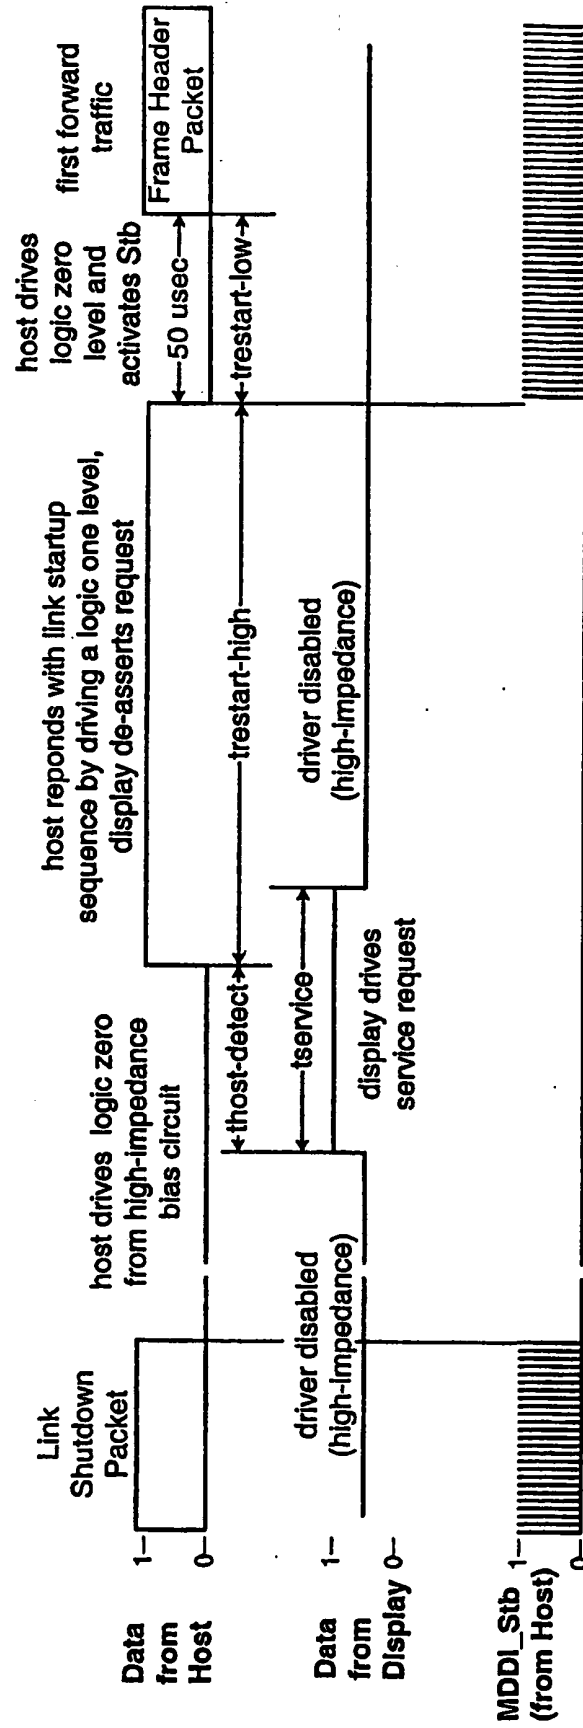 Link
Shutdown
Packet
host drives logic zero
from high-impedance
bias circuit
host reponds with link startup
sequence by driving a logic one level,
display de-asserts request
host drives
logic zero
level and
activates Stb
first forward
traffic
Data
from
Host
1
0
Frame Header
Packet
50 usec
thost-detect
trestart-high
trestart-low
Data
from
Display
1
0
driver disabled
(high-impedance)
tservice
display drives
service request
driver disabled
(high-impedance)
MDDI_Stb
(from Host)
1
0